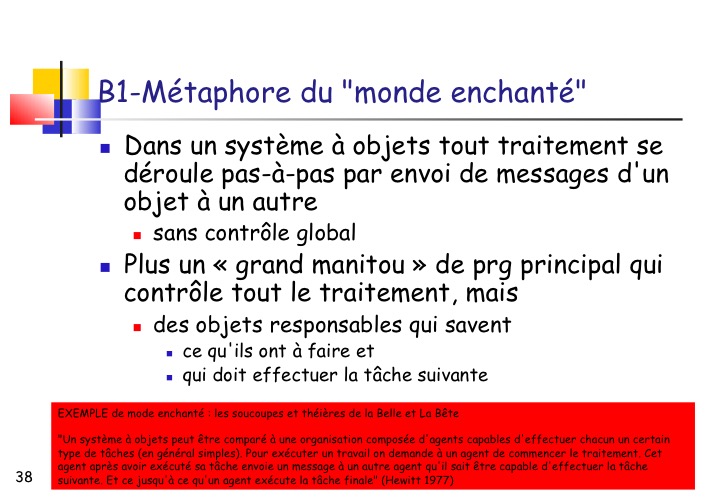 B1-Métaphore du "monde enchanté"
Dans un système à objets tout traitement se
déroule pas-à-pas par envoi de messages d'un
objet à un autre
sans contrôle global
Plus un « grand manitou » de prg principal qui
contrôle tout le traitement, mais
des objets responsables qui savent
ce qu'ils ont à faire et
qui doit effectuer la tâche suivante
EXEMPLE de mode enchanté : les soucoupes et théières de la Belle et La Bête
"Un système à objets peut être comparé à une organisation composée d'agents capables d'effectuer chacun un certain
type de tâches (en général simples). Pour exécuter un travail on demande à un agent de commencer le traitement. Cet
agent après avoir exécuté sa tâche envoie un message à un autre agent qu'il sait être capable d'effectuer la tâche
suivante. Et ce jusqu'à ce qu'un agent exécute la tâche finale" (Hewitt 1977)
38